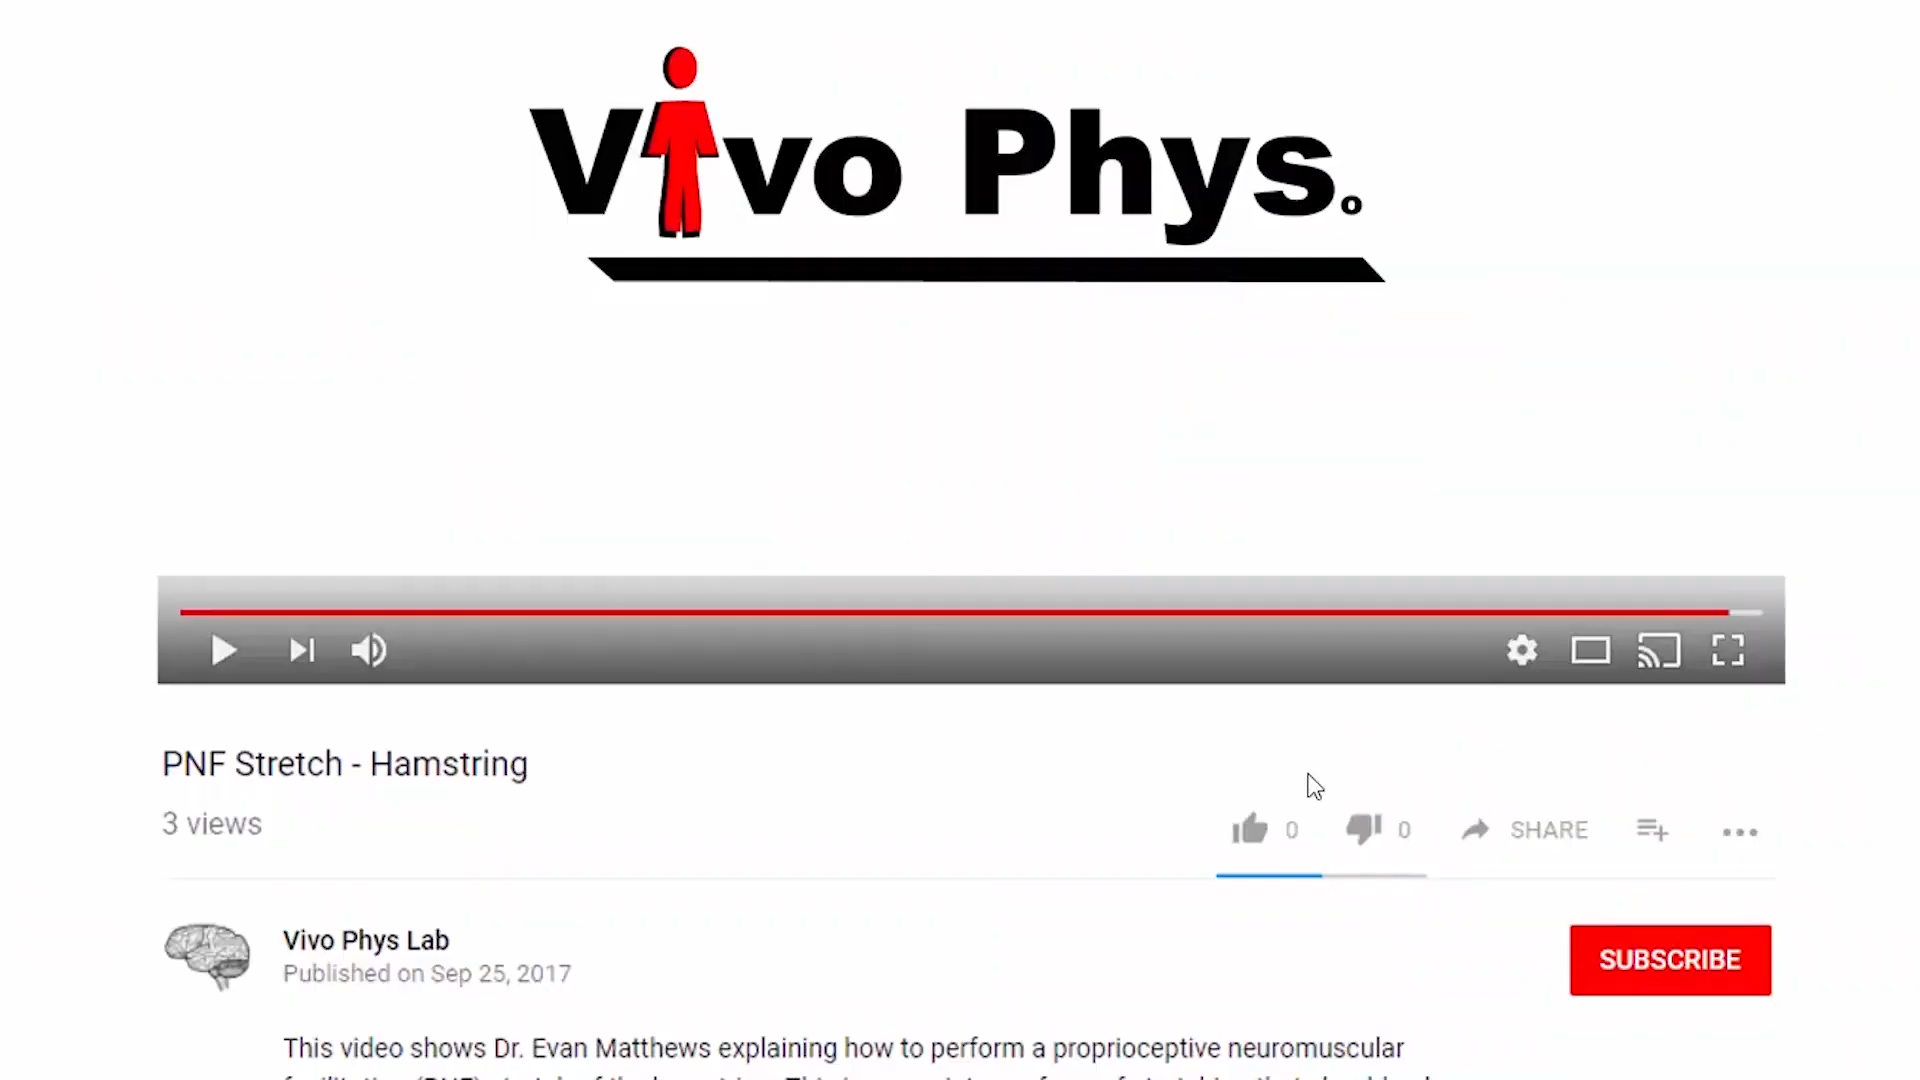 Vivo Phys.
PNF Stretch - Hamstring
3 views
0 0 SHARE
Vivo Phys Lab
Published on Sep 25, 2017
SUBSCRIBE
This video shows Dr. Evan Matthews explaining how to perform a proprioceptive neuromuscular